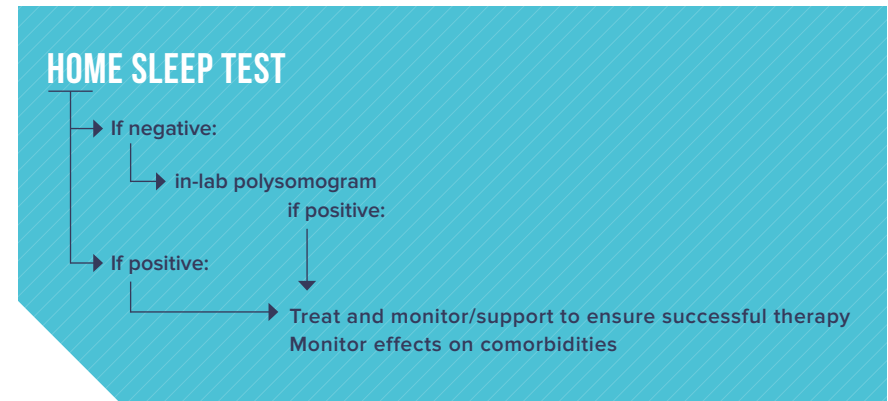 HOME SLEEP TEST
If negative:
in-lab polysomogram
if positive:
If positive:
Treat and monitor/support to ensure successful therapy
Monitor effects on comorbidities